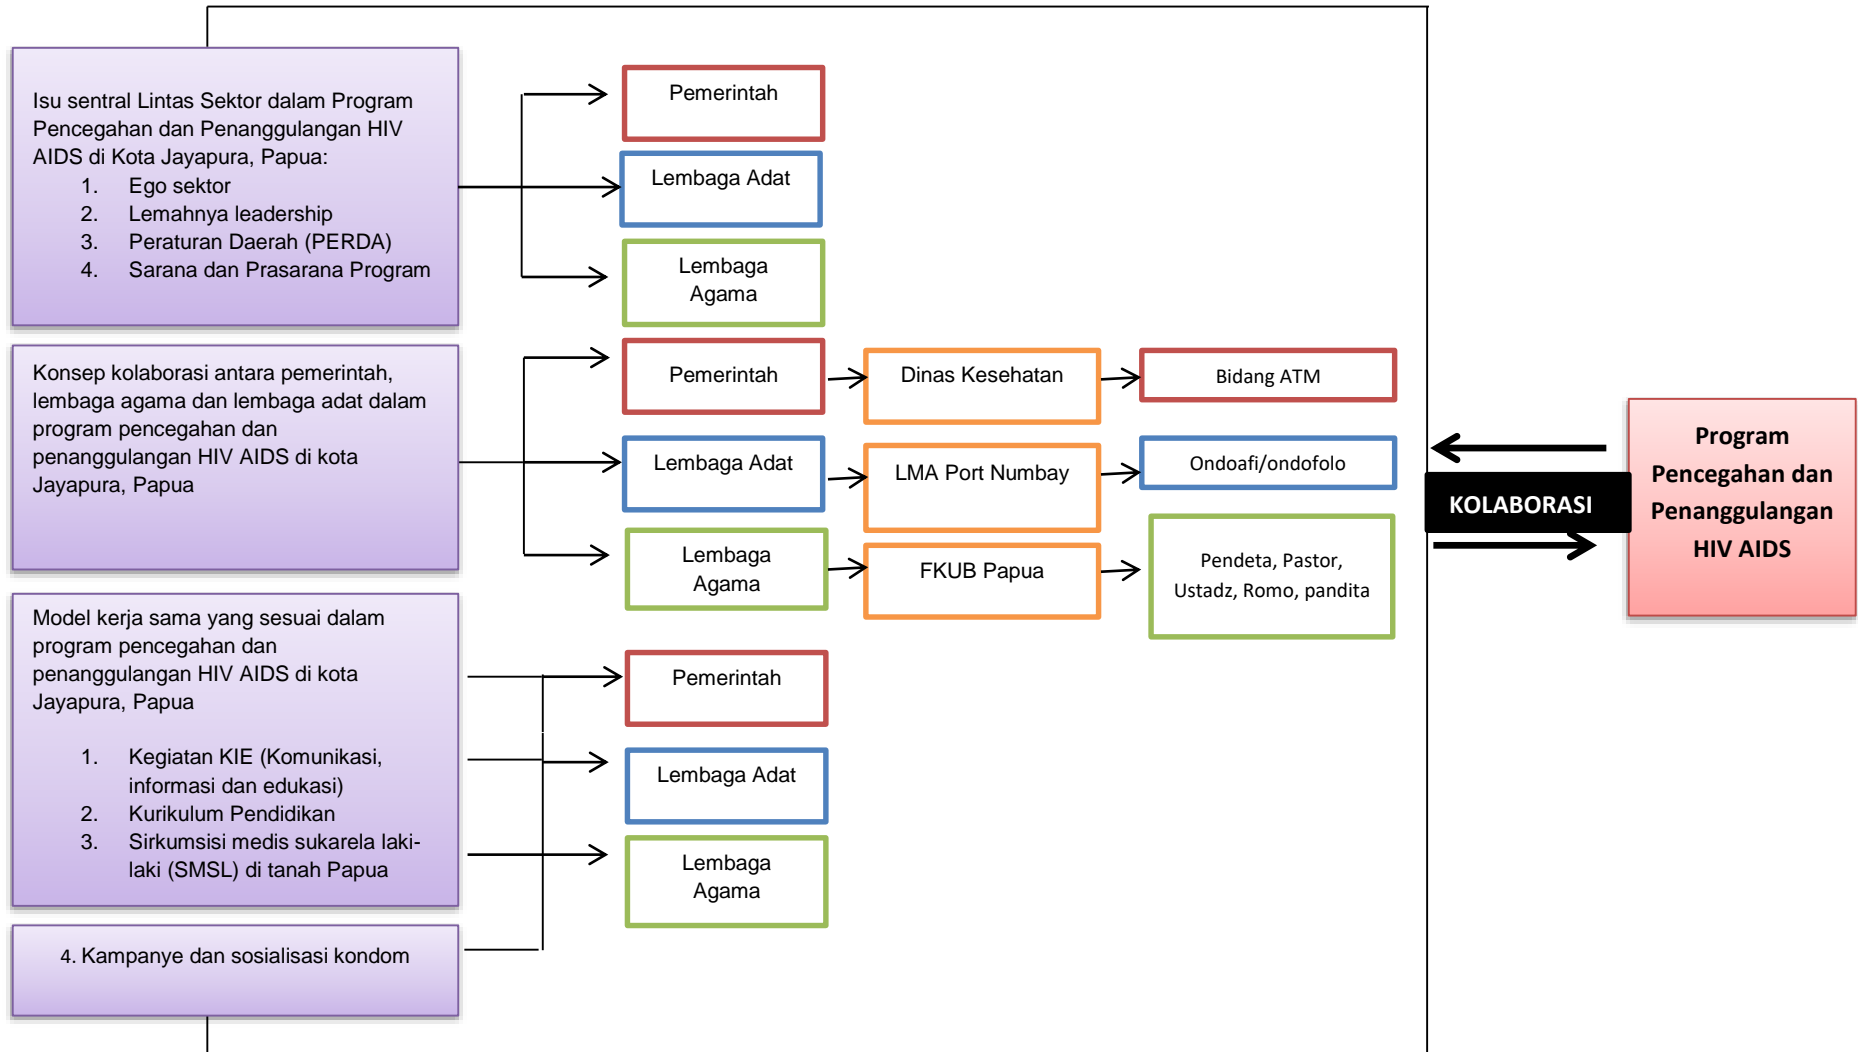 Isu sentral Lintas Sektor dalam Program
Pencegahan dan Penanggulangan HIV
AIDS di Kota Jayapura, Papua:
1. Ego sektor
2. Lemahnya leadership
3. Peraturan Daerah (PERDA)
4. Sarana dan Prasarana Program
Pemerintah
Lembaga Adat
Lembaga
Agama
Konsep kolaborasi antara pemerintah,
lembaga agama dan lembaga adat dalam
program pencegahan dan
penanggulangan HIV AIDS di kota
Jayapura, Papua
Pemerintah
Dinas Kesehatan
Bidang ATM
Lembaga Adat
LMA Port Numbay
Ondoafi/ondofolo
Lembaga
Agama
FKUB Papua
Pendeta, Pastor,
Ustadz, Romo, pandita
Model kerja sama yang sesuai dalam
program pencegahan dan
penanggulangan HIV AIDS di kota
Jayapura, Papua
1. Kegiatan KIE (Komunikasi,
informasi dan edukasi)
2. Kurikulum Pendidikan
3. Sirkumsisi medis sukarela laki-
laki (SMSL) di tanah Papua
4. Kampanye dan sosialisasi kondom
Pemerintah
Lembaga Adat
Lembaga
Agama
KOLABORASI
Program
Pencegahan dan
Penanggulangan
HIV AIDS